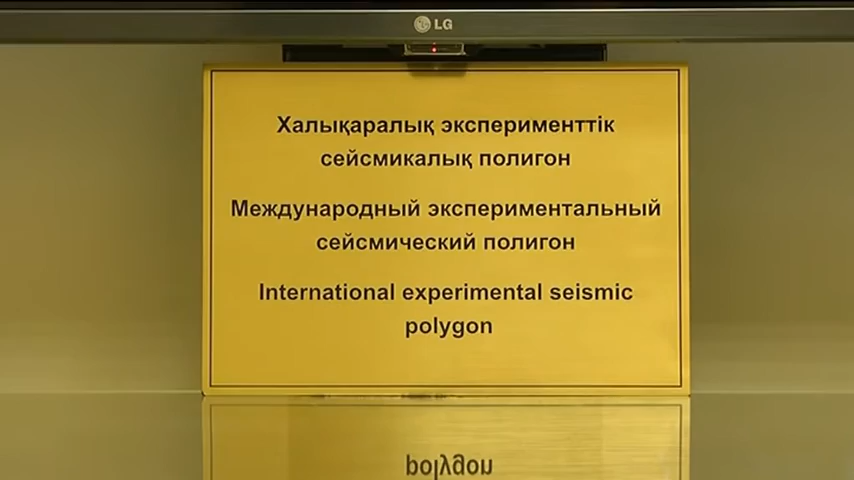 LG
Халықаралық эксперименттік
сейсмикалық полигон
Международный экспериментальный
сейсмический полигон
International experimental seismic
polygon
polygon